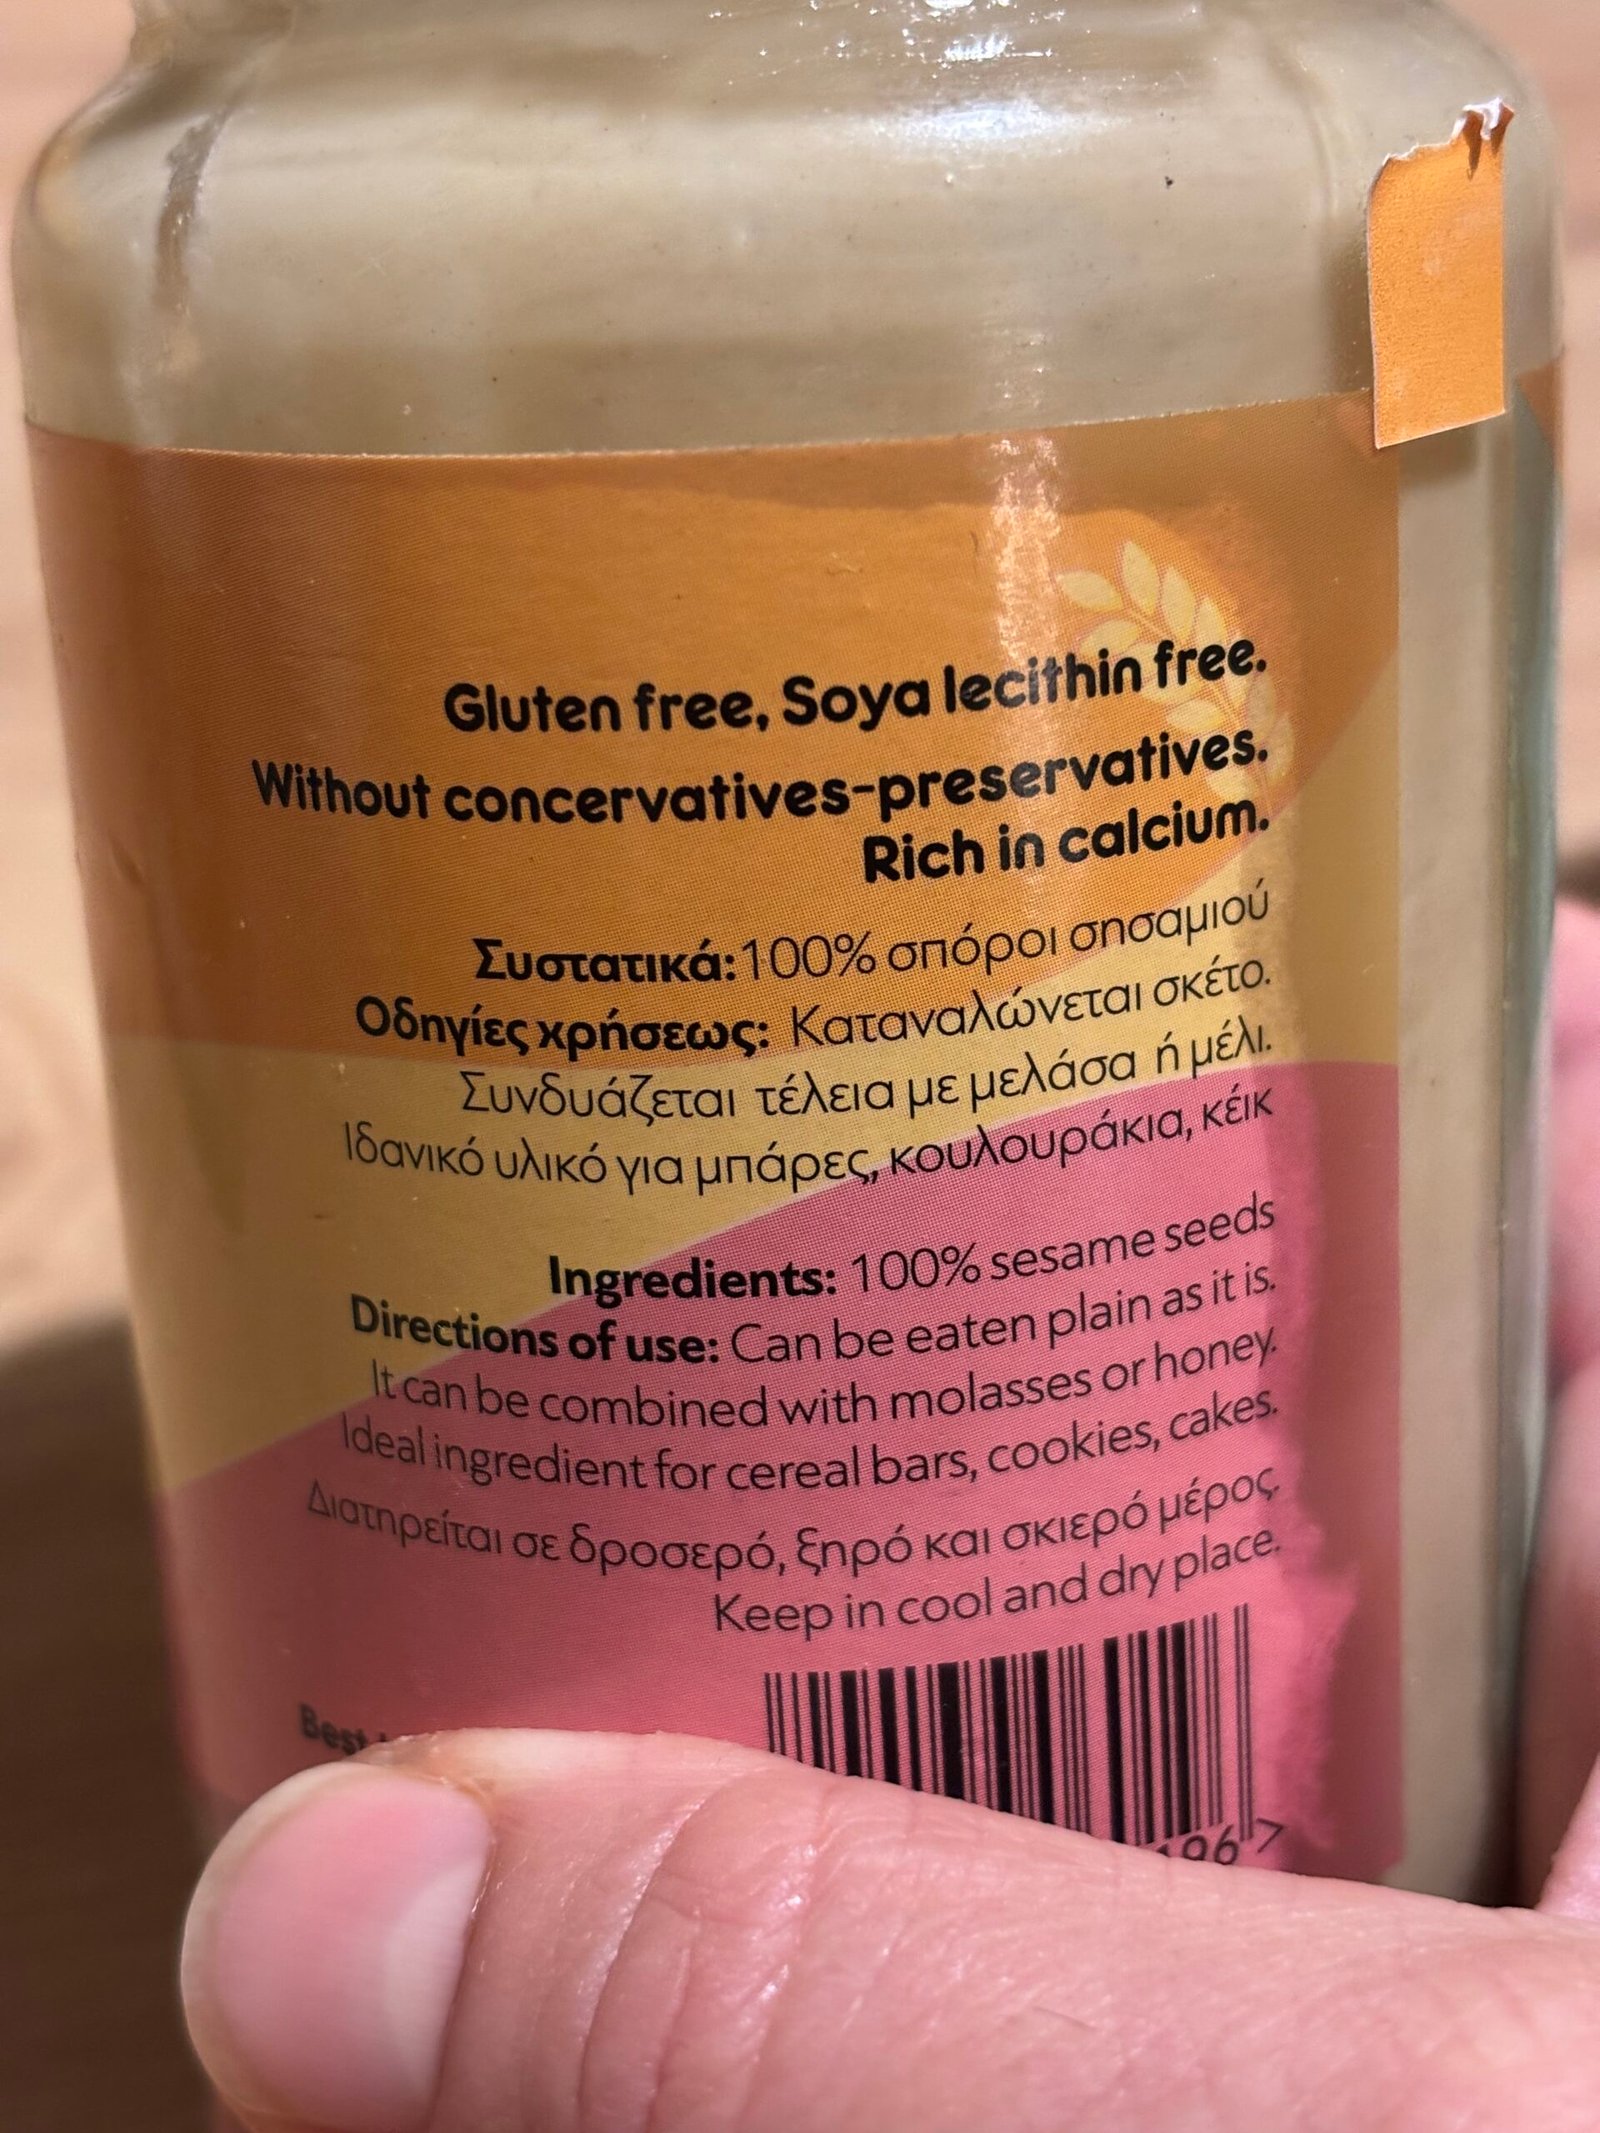 Gluten free, Soya lecithin free.
Without concervatives-preservatives.
Rich in calcium.
Συστατικά: 100% σπόροι σησαμιού
Οδηγίες χρήσεως: Καταναλώνεται σκέτο.
Συνδυάζεται τέλεια με μελάσα ή μέλι.
Ιδανικό υλικό για μπάρες, κουλουράκια, κέικ
Ingredients: 100% sesame seeds
Directions of use: Can be eaten plain as it is.
It can be combined with molasses or honey.
Ideal ingredient for cereal bars, cookies, cakes.
Διατηρείται σε δροσερό, ξηρό και σκιερό μέρος.
Keep in cool and dry place.
Best